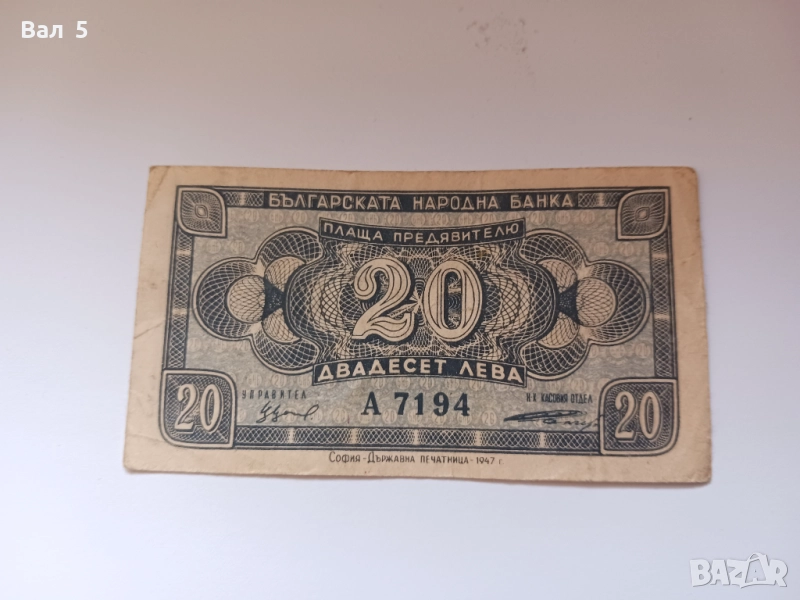 Вал 5
БЪЛГАРСКАТА НАРОДНА БАНКА
ПЛАЩА ПРЕДЯВИТЕЛЮ
20
ДВАДЕСЕТ ЛЕВА
УПРАВИТЕЛ
Н-К КАСОВИЯ ОТДЕЛ
20
А 7194
20
СОФИЯ - ДЪРЖАВНА ПЕЧАТНИЦА - 1947 г.
BAZAR